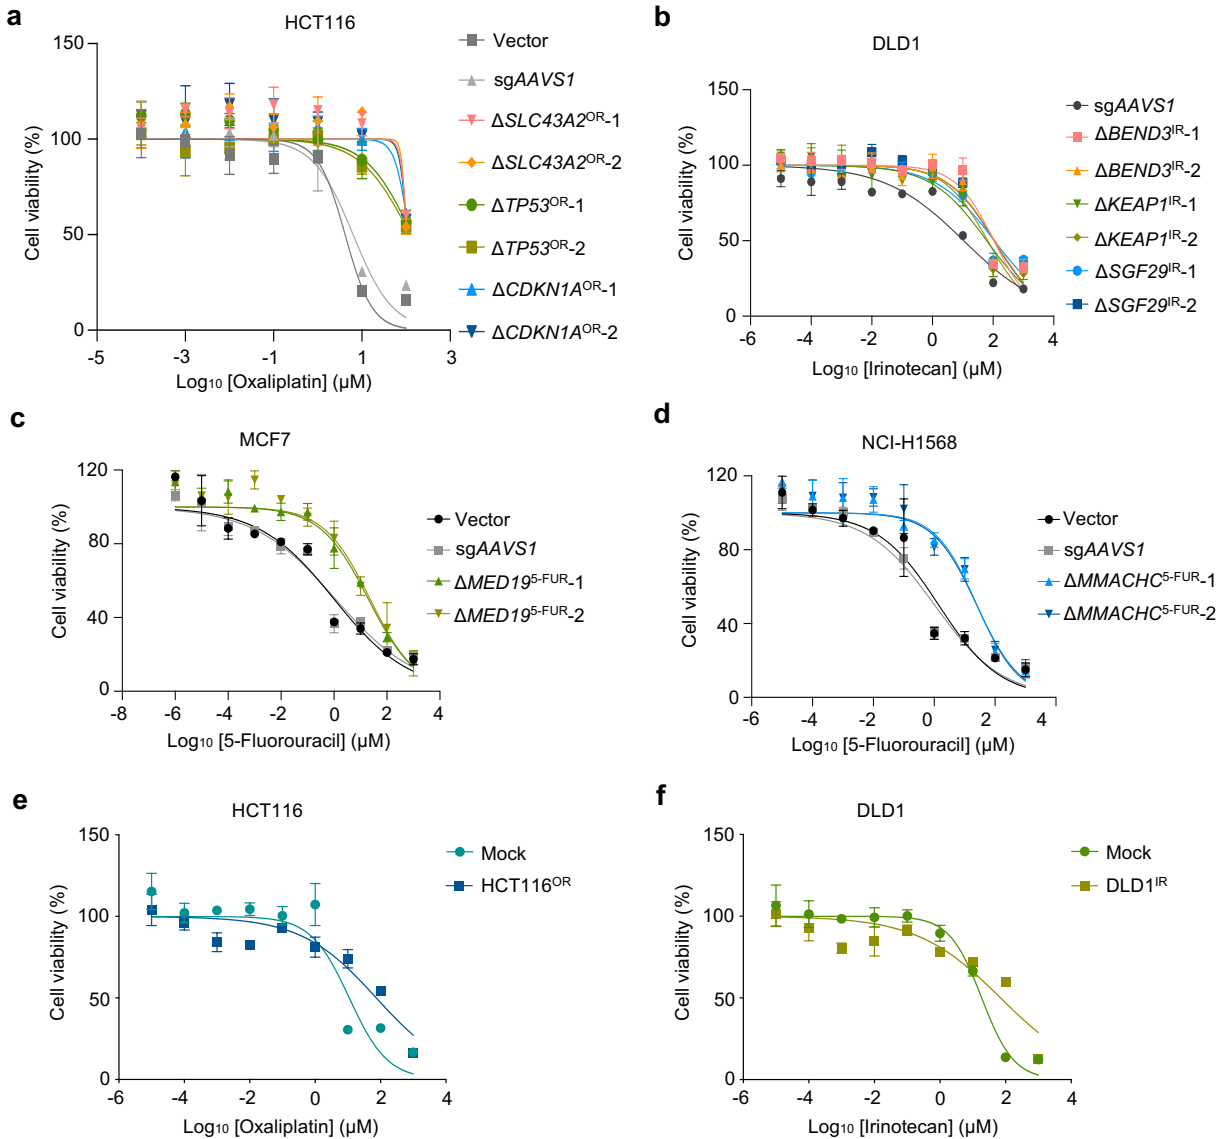 a
HCT116
150
100
50
0
-5
-3
-1
1
3
Cell viability (%)
Log10 [Oxaliplatin] (µM)
Vector
sgAAVS1
ΔSLC43A2OR-1
ΔSLC43A2OR-2
ΔTP53OR-1
ΔTP53OR-2
ΔCDKN1AOR-1
ΔCDKN1AOR-2
b
DLD1
150
100
50
0
-6
-4
-2
0
2
4
Cell viability (%)
Log10 [Irinotecan] (µM)
sgAAVS1
ΔBEND3IR-1
ΔBEND3IR-2
ΔKEAP1IR-1
ΔKEAP1IR-2
ΔSGF29IR-1
ΔSGF29IR-2
c
MCF7
120
80
40
0
-8
-6
-4
-2
0
2
4
Cell viability (%)
Log10 [5-Fluorouracil] (µM)
Vector
sgAAVS1
ΔMED195-FUR-1
ΔMED195-FUR-2
d
NCI-H1568
120
80
40
0
-6
-4
-2
0
2
4
Cell viability (%)
Log10 [5-Fluorouracil] (µM)
Vector
sgAAVS1
ΔMMACHC5-FUR-1
ΔMMACHC5-FUR-2
e
HCT116
150
100
50
0
-6
-4
-2
0
2
4
Cell viability (%)
Log10 [Oxaliplatin] (µM)
Mock
HCT116OR
f
DLD1
150
100
50
0
-6
-4
-2
0
2
4
Cell viability (%)
Log10 [Irinotecan] (µM)
Mock
DLD1IR